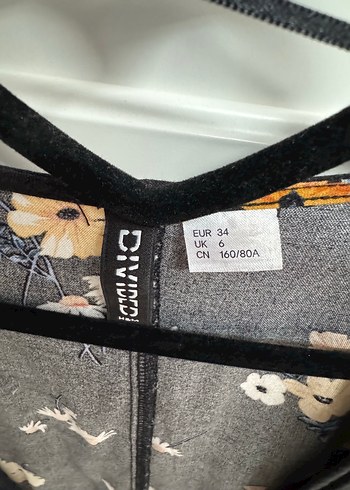 DIVIDED
EUR 34
UK 6
CN 160/80A